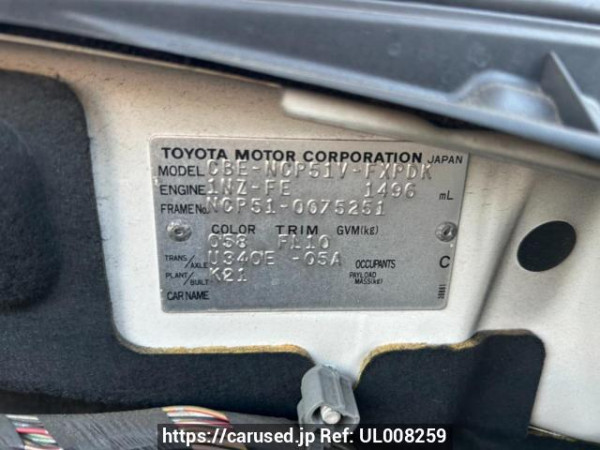 TOYOTA MOTOR CORPORATION JAPAN
MODEL CBE-NCP51V-FXPDK
ENGINE 1NZ-FE 1496 mL
FRAME No. NCP51-0075251
COLOR TRIM GVM(kg)
058 FL10
TRANS/AXLE U340E -05A OCCUPANTS C
PLANT/BUILT K21 PAYLOAD MASS(kg)
CAR NAME
https://carused.jp Ref: UL008259